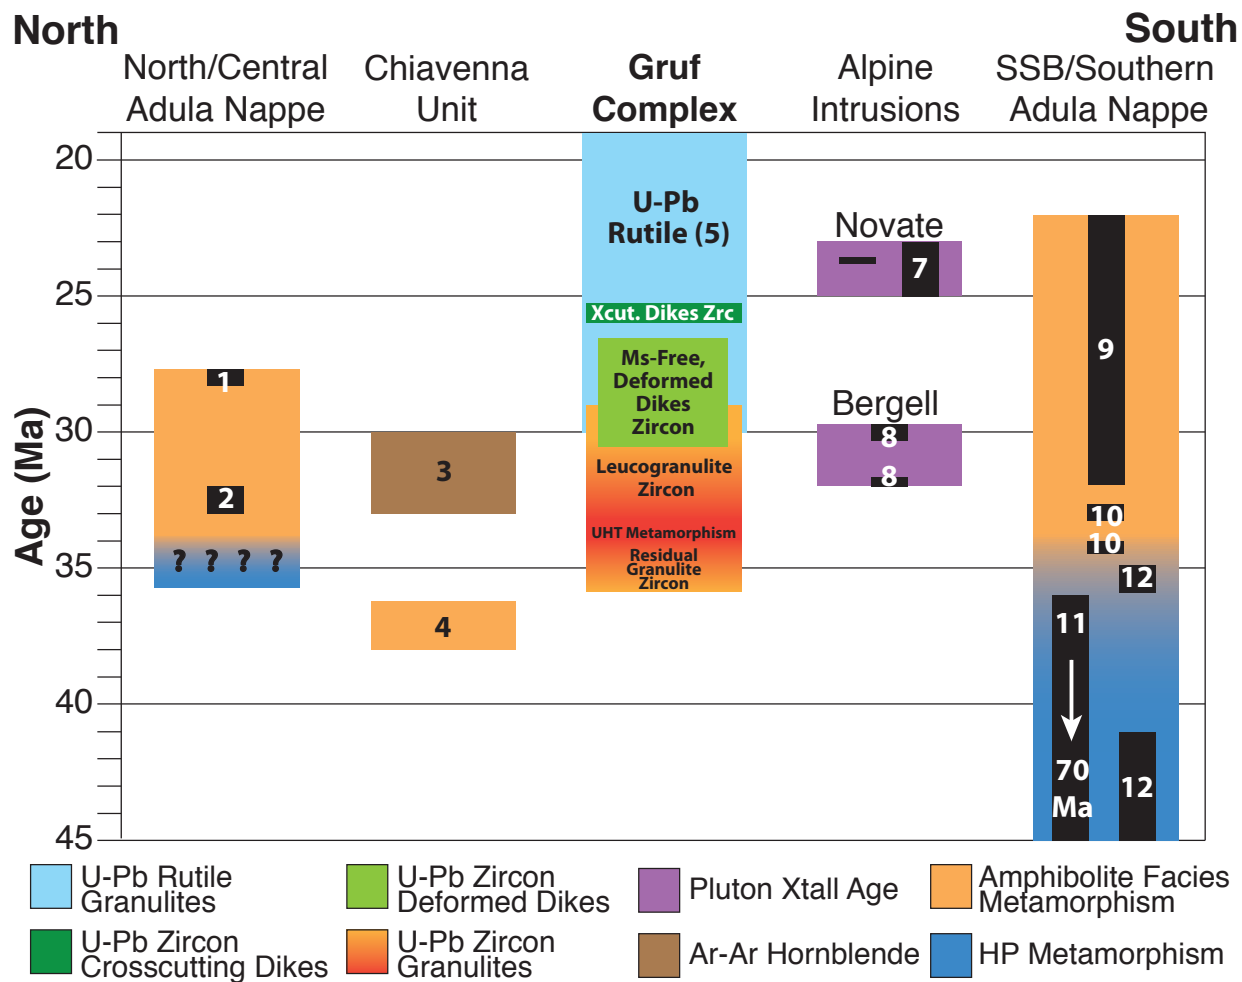 North
South
North/Central
Adula Nappe
Chiavenna
Unit
Gruf
Complex
Alpine
Intrusions
SSB/Southern
Adula Nappe
Age (Ma)
20
25
30
35
40
45
1
2
? ? ? ?
3
4
U-Pb
Rutile (5)
Xcut. Dikes Zrc
Ms-Free,
Deformed
Dikes
Zircon
Leucogranulite
Zircon
UHT Metamorphism
Residual
Granulite
Zircon
Novate
7
Bergell
8
8
9
10
10
12
11
70
Ma
12
U-Pb Rutile
Granulites
U-Pb Zircon
Deformed Dikes
Pluton Xtall Age
Amphibolite Facies
Metamorphism
U-Pb Zircon
Crosscutting Dikes
U-Pb Zircon
Granulites
Ar-Ar Hornblende
HP Metamorphism